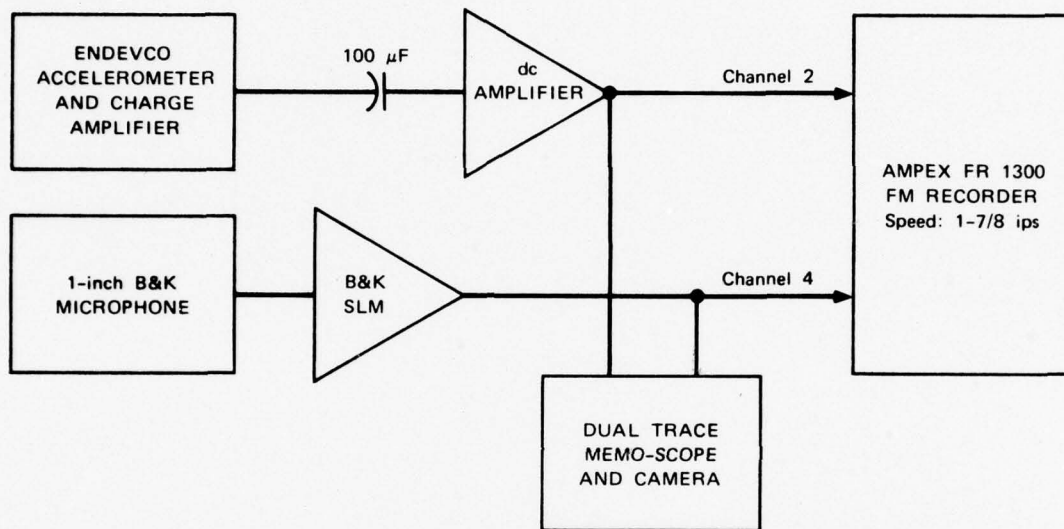 ENDEVCO
ACCELEROMETER
AND CHARGE
AMPLIFIER
100 μF
dc
AMPLIFIER
Channel 2
AMPEX FR 1300
FM RECORDER
Speed: 1-7/8 ips
1-inch B&K
MICROPHONE
B&K
SLM
Channel 4
DUAL TRACE
MEMO-SCOPE
AND CAMERA